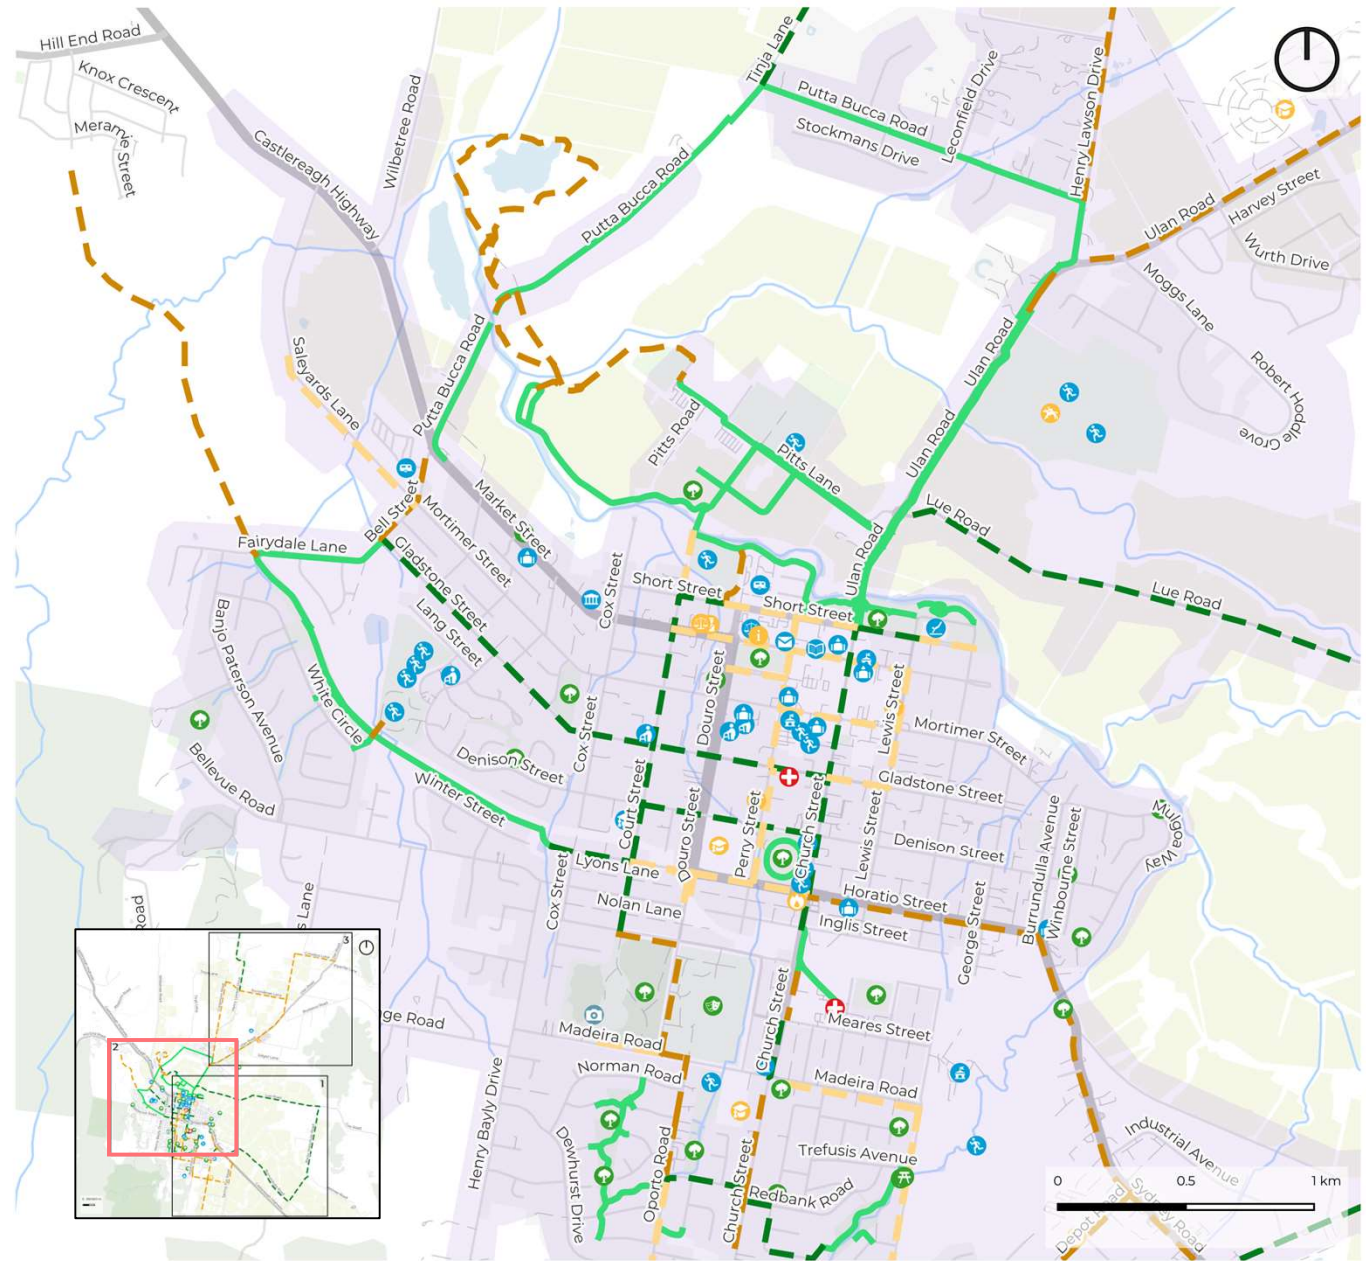 Hill End Road
Knox Crescent
Merame Street
Castlereagh Highway
Wilbetree Road
Tinja Lane
Putta Bucca Road
Stockmans Drive
Leconfield Drive
Henry Lawson Drive
Putta Bucca Road
Ulan Road
Harvey Street
Wurth Drive
Moggs Lane
Robert Hoddle Grove
Saleyards Lane
Putta Bucca Road
Ulan Road
Pitts Road
Pitts Lane
Ulan Road
Lue Road
Lue Road
Market Street
Bell Street
Mortimer Street
Fairydale Lane
Gladstone Street
Lang Street
Cox Street
Short Street
Short Street
Ulan Road
Banjo Paterson Avenue
White Circle
Bellevue Road
Denison Street
Cox Street
Winter Street
Douro Street
Lewis Street
Mortimer Street
Gladstone Street
Court Street
Douro Street
Perry Street
Church Street
Lewis Street
Denison Street
Mulgoa Way
Lyons Lane
Cox Street
Nolan Lane
Horatio Street
Inglis Street
George Street
Burrundulla Avenue
Winbourne Street
Road
s Lane
ge Road
Madeira Road
Norman Road
Church Street
Meares Street
Madeira Road
Henry Bayly Drive
Dewhurst Drive
Oporto Road
Church Street
Redbank Road
Trefusis Avenue
Industrial Avenue
Depot Road
Sydney Road
0 0.5 1 km
3
2
1